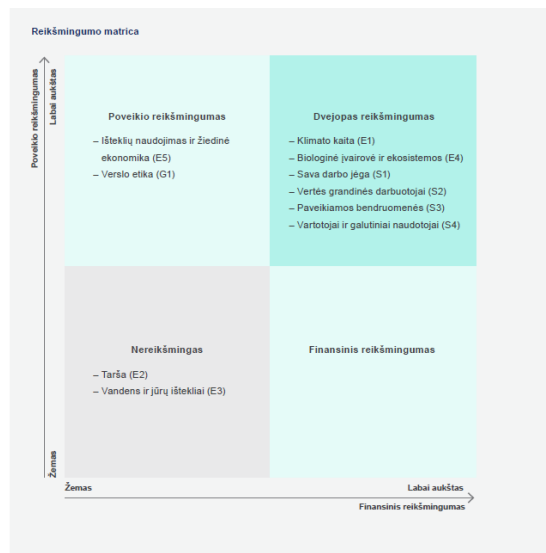 Reikšmingumo matrica
Poveikio reikšmingumas
Labai aukštas
Poveikio reikšmingumas
– Išteklių naudojimas ir žiedinė
ekonomika (E5)
– Verslo etika (G1)
Dvejopas reikšmingumas
– Klimato kaita (E1)
– Biologinė įvairovė ir ekosistemos (E4)
– Sava darbo jėga (S1)
– Vertės grandinės darbuotojai (S2)
– Paveikiamos bendruomenės (S3)
– Vartotojai ir galutiniai naudotojai (S4)
Nereikšmingas
– Tarša (E2)
– Vandens ir jūrų ištekliai (E3)
Finansinis reikšmingumas
Žemas
Žemas
Labai aukštas
Finansinis reikšmingumas